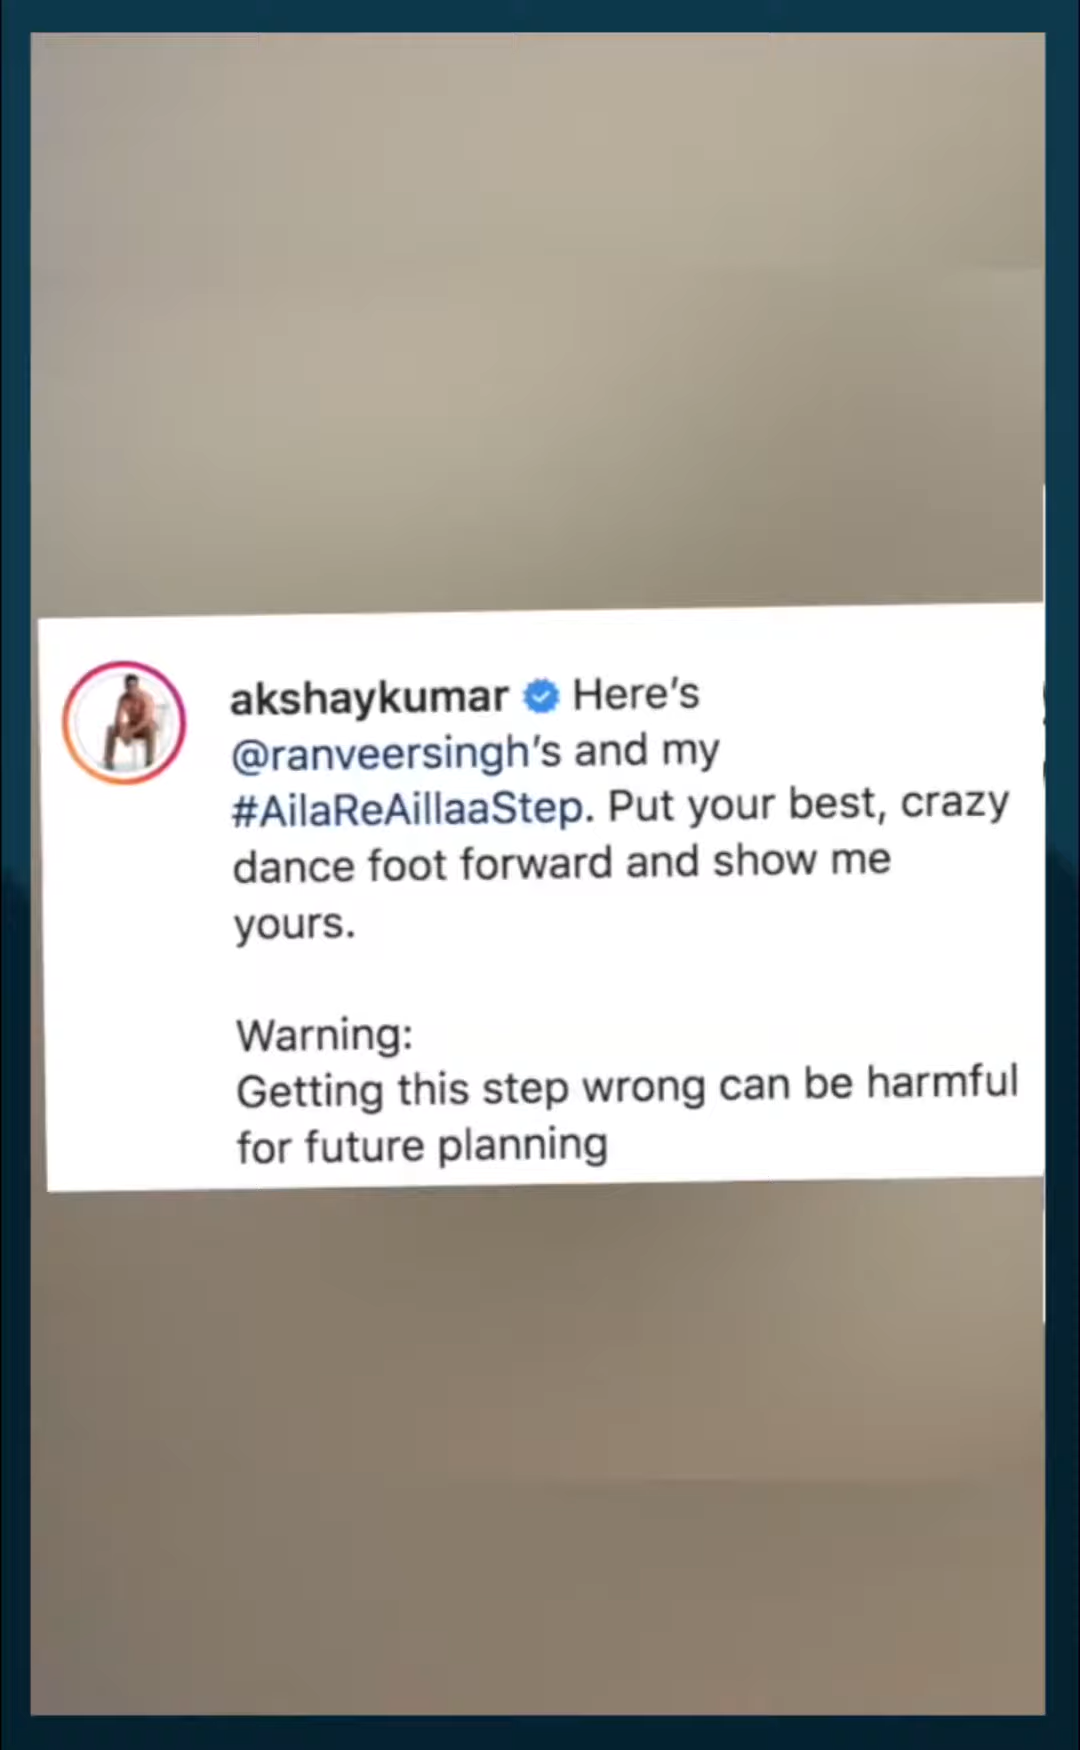 akshaykumar Here's
@ranveersingh's and my
#AilaReAillaaStep. Put your best, crazy
dance foot forward and show me
yours.
Warning:
Getting this step wrong can be harmful
for future planning